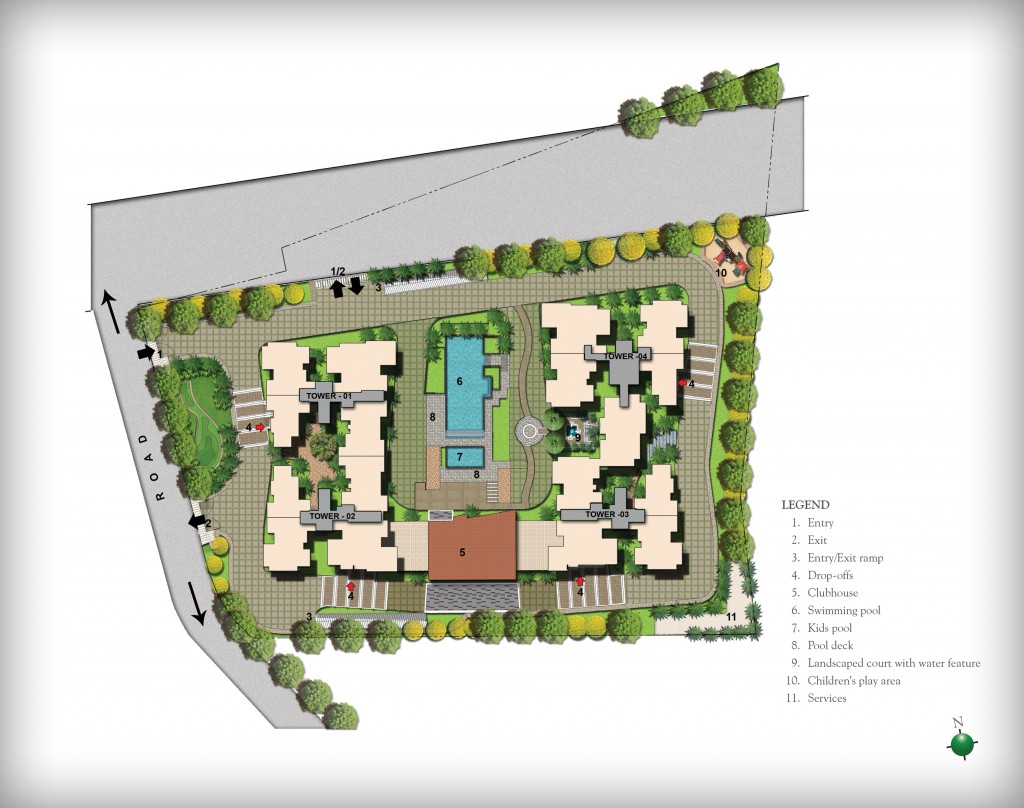 1/2
3
10
1
TOWER - 01
TOWER -04
6
4
4
8
9
ROAD
7
8
TOWER - 02
TOWER -03
2
5
4
4
3
11
LEGEND
1. Entry
2. Exit
3. Entry/Exit ramp
4. Drop-offs
5. Clubhouse
6. Swimming pool
7. Kids pool
8. Pool deck
9. Landscaped court with water feature
10. Children's play area
11. Services
N